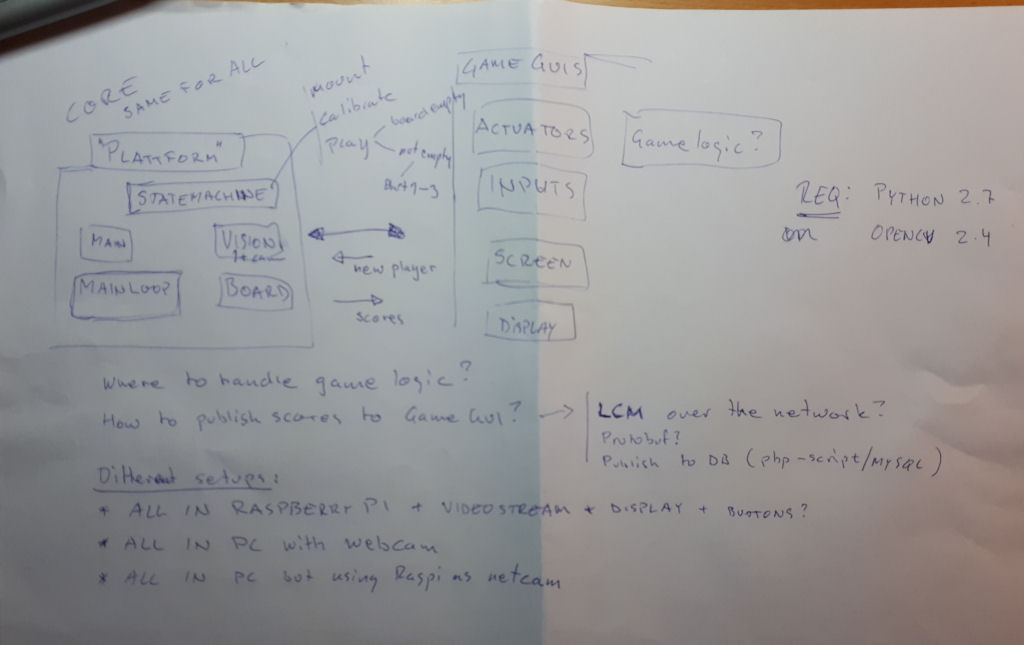 CORE
SAME FOR ALL
"PLATFORM"
STATEMACHINE
MAIN
VISION
MAINLOOP
BOARD
mount
Calibrate
Play
board empty
not empty
new player
scores
GAME GUIS
ACTUATORS
INPUTS
SCREEN
DISPLAY
Game logic?
REQ: PYTHON 2.7
OPENCV 2.4
Where to handle game logic?
How to publish scores to Game GUI? -> LCM over the network?
Protobuf?
Publish to DB (php-script/MySQL)
Different setups:
* ALL IN RASPBERRY PI + VIDEOSTREAM + DISPLAY + BUTTONS?
* ALL IN PC WITH Webcam
* ALL IN PC but using Raspi as netcam